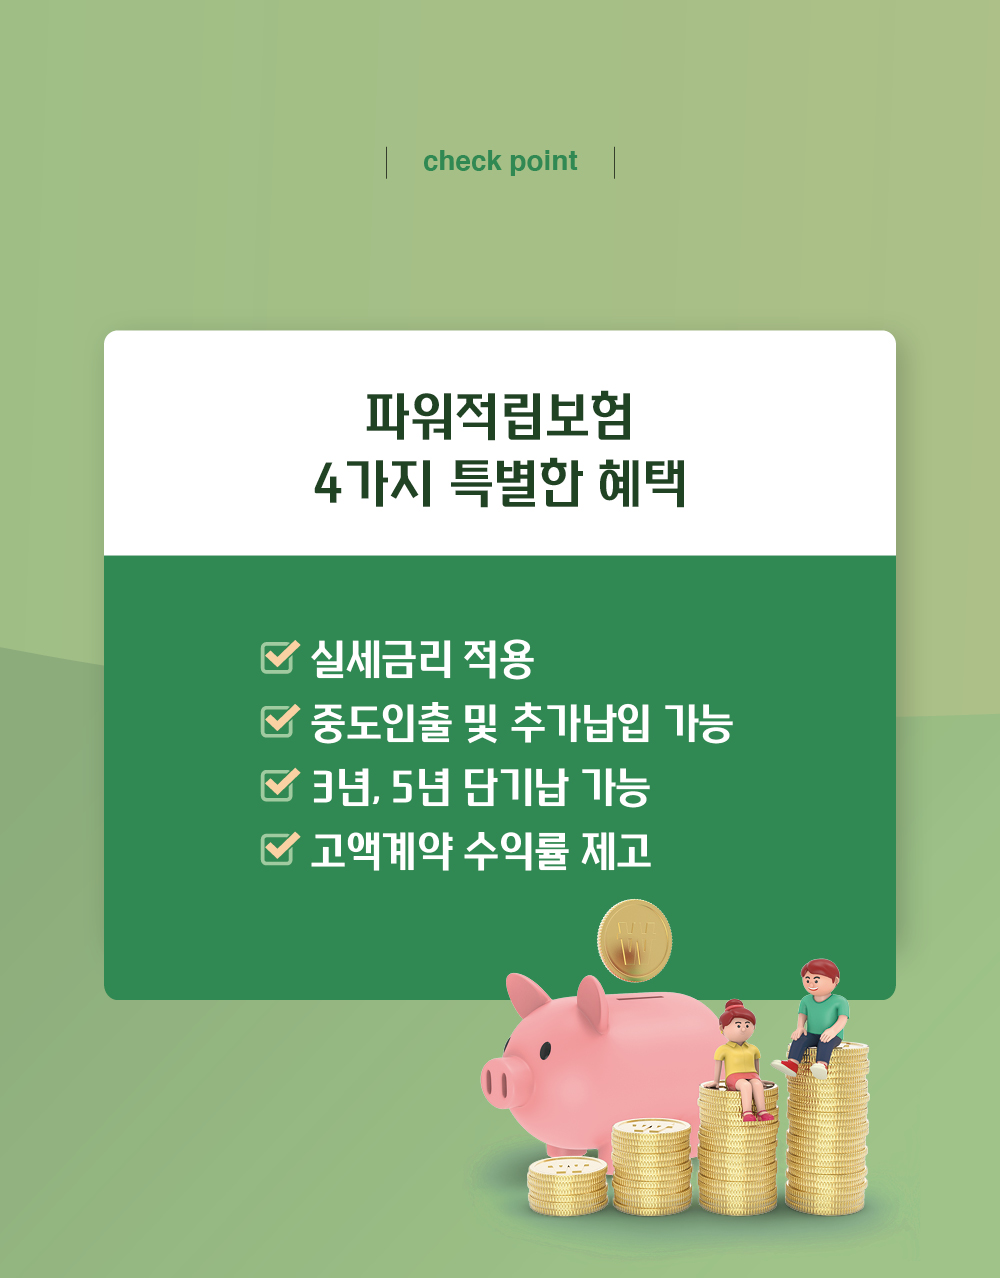 check point
파워적립보험
4가지 특별한 혜택
실세금리 적용
중도인출 및 추가납입 가능
3년, 5년 단기납 가능
고액계약 수익률 제고